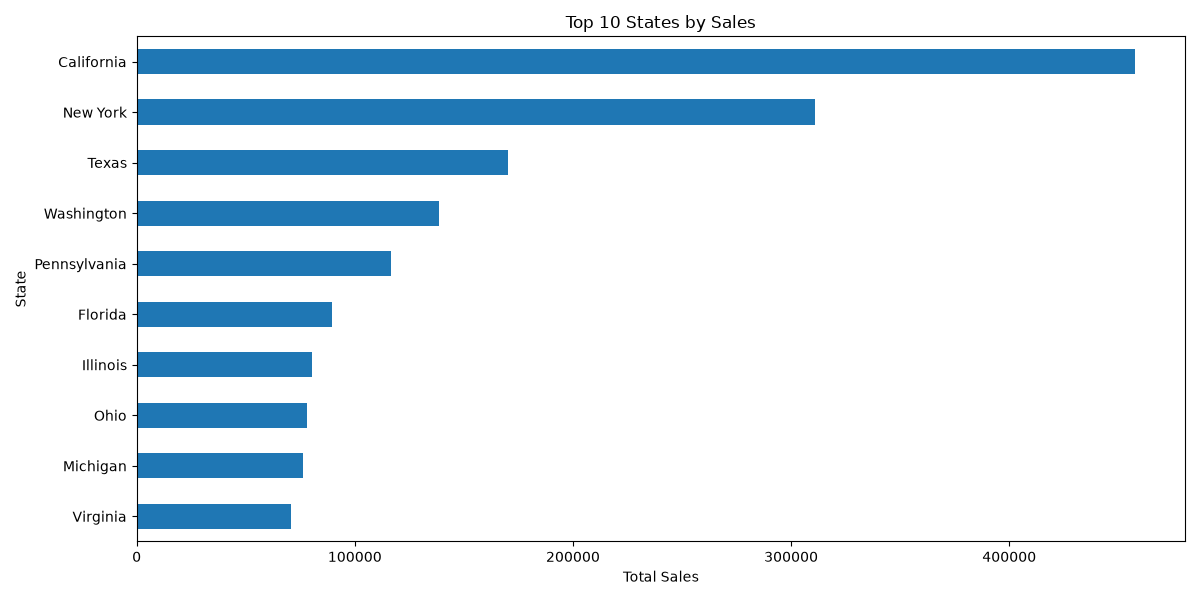 Top 10 States by Sales
State
California
New York
Texas
Washington
Pennsylvania
Florida
Illinois
Ohio
Michigan
Virginia
0 100000 200000 300000 400000
Total Sales